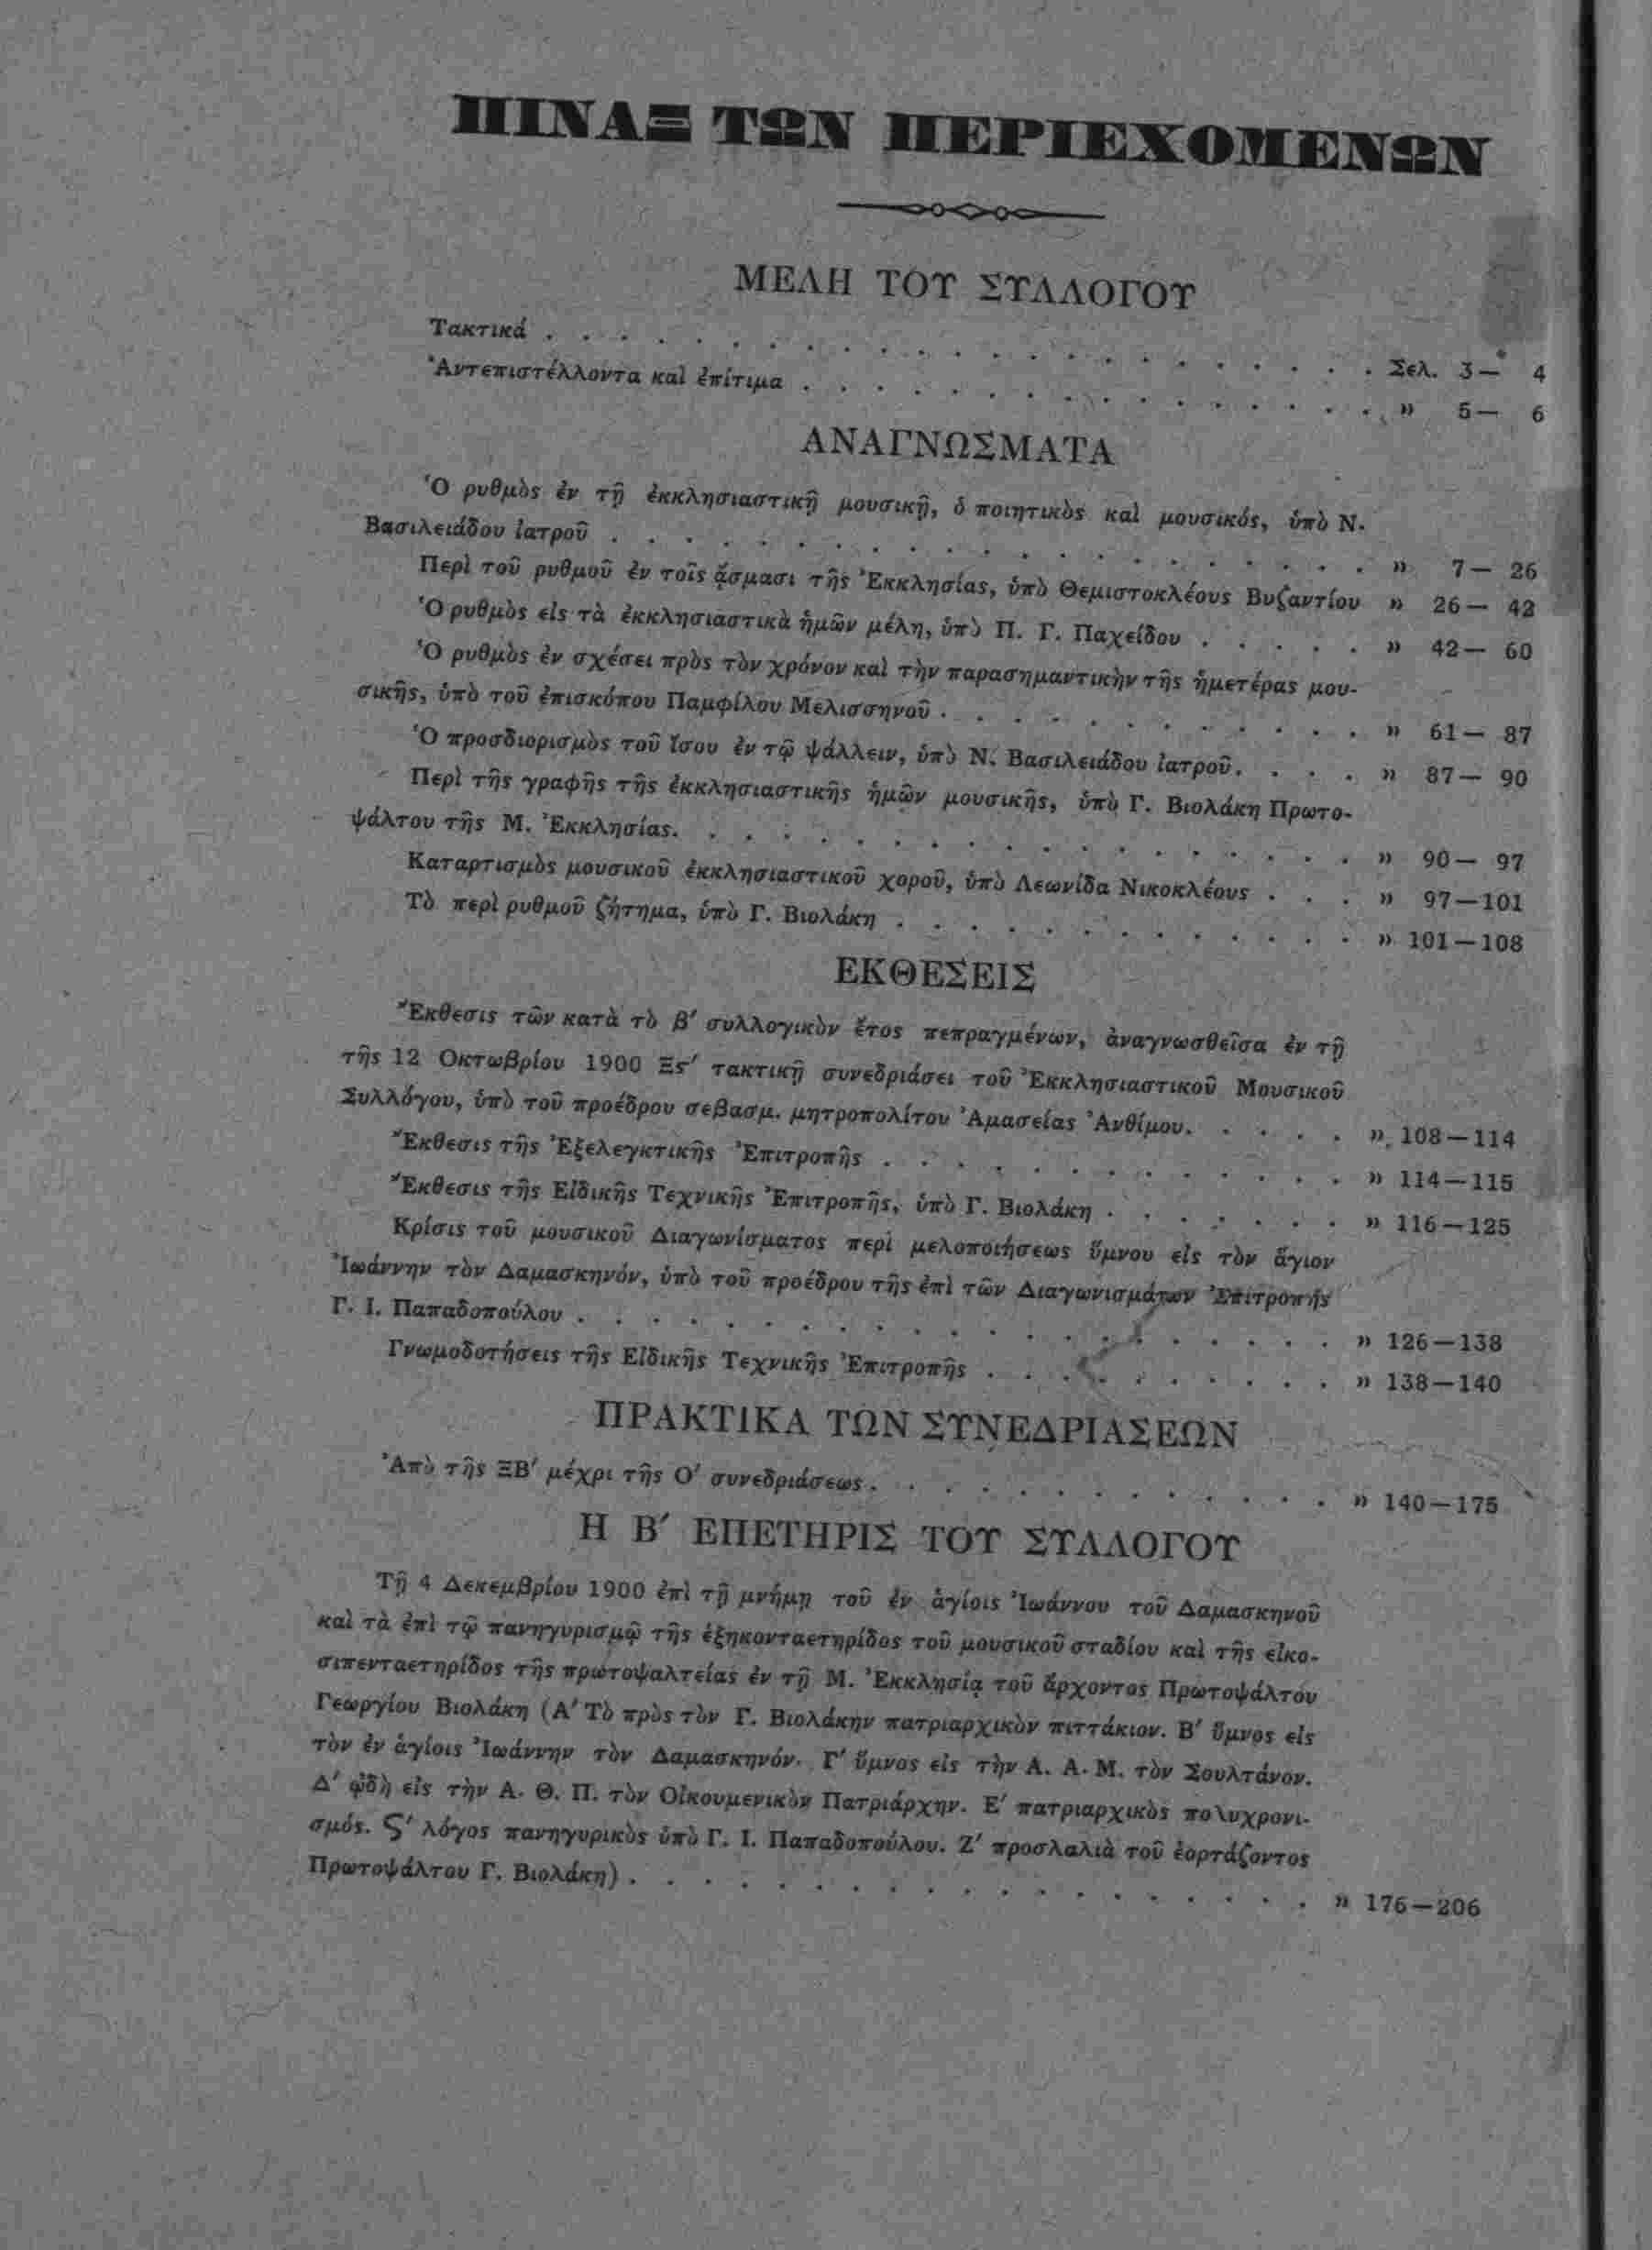 ΠΙΝΑΞ ΤΩΝ ΠΕΡΙΕΧΟΜΕΝΩΝ
ΜΕΛΗ ΤΟΥ ΣΥΛΛΟΓΟΥ
Τακτικά . . . . . . . . . . . . . . . . . . . . . . . Σελ. 3— 4
Ἀντεπιστέλλοντα καὶ ἐπίτιμα . . . . . . . . . . . . . . . . » 5— 6
ΑΝΑΓΝΩΣΜΑΤΑ
Ὁ ρυθμὸς ἐν τῇ ἐκκλησιαστικῇ μουσικῇ, ὁ ποιητικὸς καὶ μουσικός, ὑπὸ Ν.
Βασιλειάδου ἰατροῦ . . . . . . . . . . . . . . . . . . . . . » 7— 26
Περὶ τοῦ ρυθμοῦ ἐν τοῖς ᾄσμασι τῆς Ἐκκλησίας, ὑπὸ Θεμιστοκλέους Βυζαντίου » 26— 42
Ὁ ρυθμὸς εἰς τὰ ἐκκλησιαστικὰ ἡμῶν μέλη, ὑπὸ Π. Γ. Παχείδου . . . . . » 42— 60
Ὁ ρυθμὸς ἐν σχέσει πρὸς τὸν χρόνον καὶ τὴν παρασημαντικὴν τῆς ἡμετέρας μου-
σικῆς, ὑπὸ τοῦ ἐπισκόπου Παμφίλου Μελισσηνοῦ . . . . . . . . . . . . » 61— 87
Ὁ προσδιορισμὸς τοῦ ἴσου ἐν τῷ ψάλλειν, ὑπὸ Ν. Βασιλειάδου ἰατροῦ. . . . . » 87— 90
Περὶ τῆς γραφῆς τῆς ἐκκλησιαστικῆς ἡμῶν μουσικῆς, ὑπὸ Γ. Βιολάκη Πρωτο-
ψάλτου τῆς Μ. Ἐκκλησίας. . . . . . . . . . . . . . . . . . . » 90— 97
Καταρτισμὸς μουσικοῦ ἐκκλησιαστικοῦ χοροῦ, ὑπὸ Λεωνίδα Νικοκλέους . . . » 97—101
Τὸ περὶ ρυθμοῦ ζήτημα, ὑπὸ Γ. Βιολάκη . . . . . . . . . . . . . » 101—108
ΕΚΘΕΣΕΙΣ
Ἔκθεσις τῶν κατὰ τὸ β′ συλλογικὸν ἔτος πεπραγμένων, ἀναγνωσθεῖσα ἐν τῇ
τῆς 12 Οκτωβρίου 1900 Ξς′ τακτικῇ συνεδριάσει τοῦ Ἐκκλησιαστικοῦ Μουσικοῦ
Συλλόγου, ὑπὸ τοῦ προέδρου σεβασμ. μητροπολίτου Ἀμασείας Ἀνθίμου. . . . . » 108—114
Ἔκθεσις τῆς Ἐξελεγκτικῆς Ἐπιτροπῆς . . . . . . . . . . . . . » 114—115
Ἔκθεσις τῆς Εἰδικῆς Τεχνικῆς Ἐπιτροπῆς, ὑπὸ Γ. Βιολάκη . . . . . . . » 116—125
Κρίσις τοῦ μουσικοῦ Διαγωνίσματος περὶ μελοποιήσεως ὕμνου εἰς τὸν ἅγιον
Ἰωάννην τὸν Δαμασκηνόν, ὑπὸ τοῦ προέδρου τῆς ἐπὶ τῶν Διαγωνισμάτων Ἐπιτροπῆς
Γ. Ι. Παπαδοπούλου . . . . . . . . . . . . . . . . . . . . . » 126—138
Γνωμοδοτήσεις τῆς Εἰδικῆς Τεχνικῆς Ἐπιτροπῆς . . . . . . . . . . » 138—140
ΠΡΑΚΤΙΚΑ ΤΩΝ ΣΥΝΕΔΡΙΑΣΕΩΝ
Ἀπὸ τῆς ΞΒ′ μέχρι τῆς Ο′ συνεδριάσεως . . . . . . . . . . . . . » 140—175
Η Β′ ΕΠΕΤΗΡΙΣ ΤΟΥ ΣΥΛΛΟΓΟΥ
Τῇ 4 Δεκεμβρίου 1900 ἐπὶ τῇ μνήμῃ τοῦ ἐν ἁγίοις Ἰωάννου τοῦ Δαμασκηνοῦ
καὶ τὰ ἐπὶ τῷ πανηγυρισμῷ τῆς ἑξηκονταετηρίδος τοῦ μουσικοῦ σταδίου καὶ τῆς εἰκο-
σιπενταετηρίδος τῆς πρωτοψαλτείας ἐν τῇ Μ. Ἐκκλησίᾳ τοῦ ἄρχοντος Πρωτοψάλτου
Γεωργίου Βιολάκη (Α′ Τὸ πρὸς τὸν Γ. Βιολάκην πατριαρχικὸν πιττάκιον. Β′ ὕμνος εἰς
τὸν ἐν ἁγίοις Ἰωάννην τὸν Δαμασκηνόν. Γ′ ὕμνος εἰς τὴν Α. Α. Μ. τὸν Σουλτάνον.
Δ′ ᾠδὴ εἰς τὴν Α. Θ. Π. τὸν Οἰκουμενικὸν Πατριάρχην. Ε′ πατριαρχικὸς πολυχρονι-
σμός. Ϛ′ λόγος πανηγυρικὸς ὑπὸ Γ. Ι. Παπαδοπούλου. Ζ′ προσλαλιὰ τοῦ ἑορτάζοντος
Πρωτοψάλτου Γ. Βιολάκη) . . . . . . . . . . . . . . . . . . . » 176—206